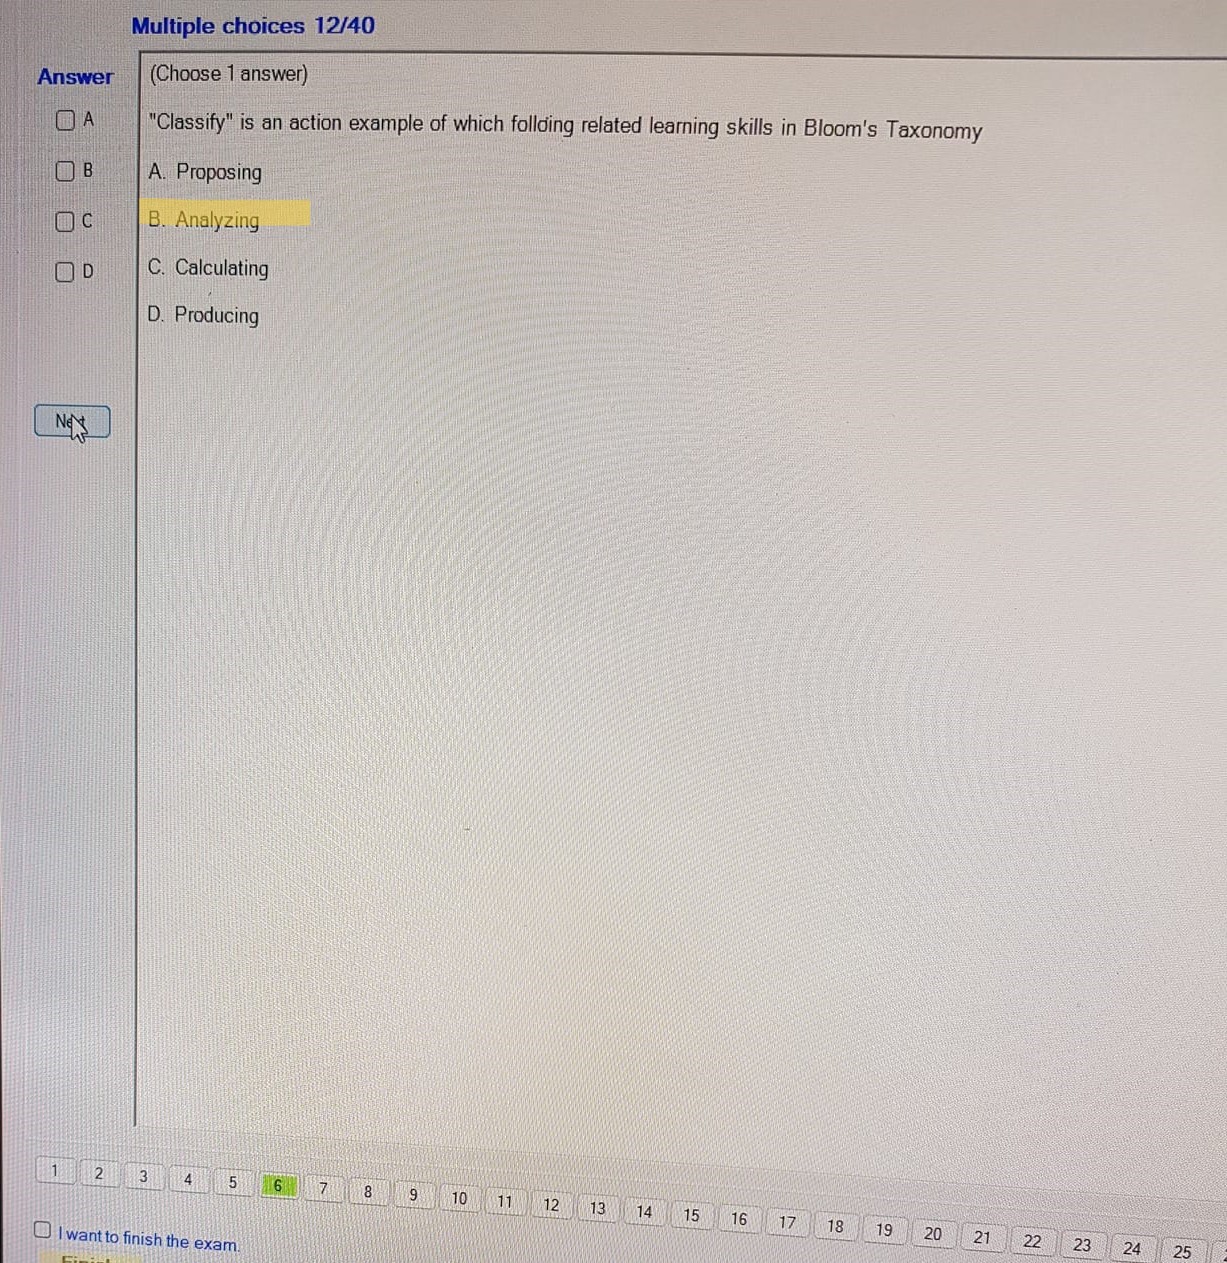 Multiple choices 12/40
Answer
(Choose 1 answer)
A
"Classify" is an action example of which follding related learning skills in Bloom's Taxonomy
B
A. Proposing
C
B. Analyzing
D
C. Calculating
D. Producing
Next
1 2 3 4 5 6 7 8 9 10 11 12 13 14 15 16 17 18 19 20 21 22 23 24 25
I want to finish the exam.